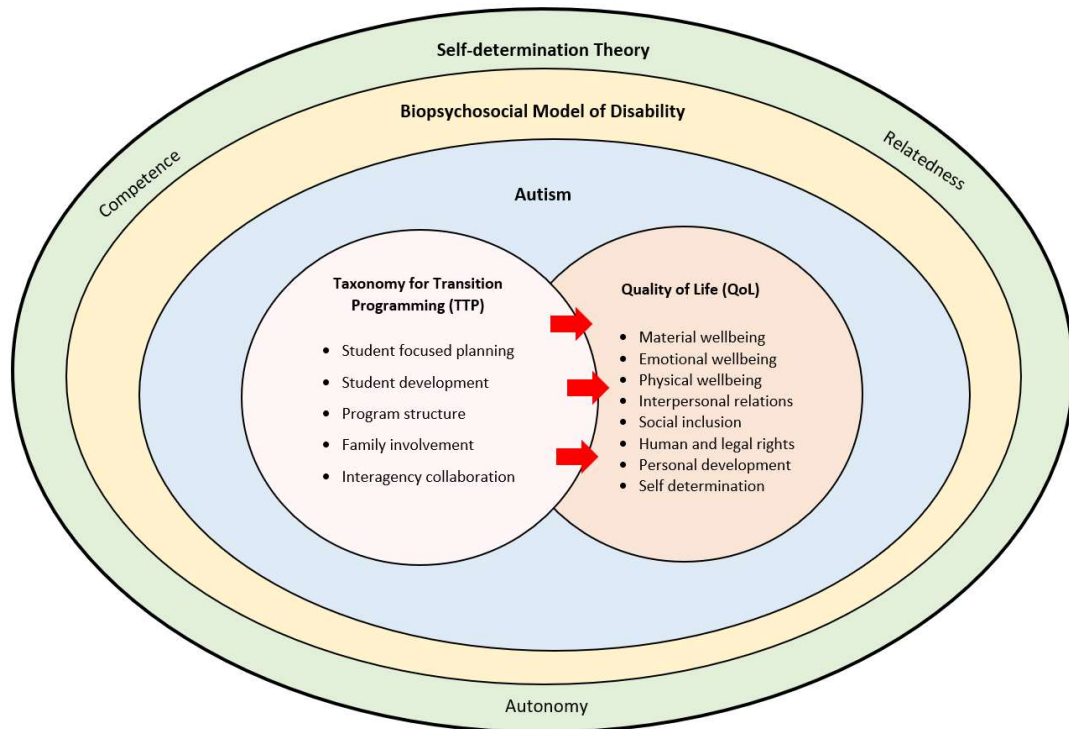 Self-determination Theory
Biopsychosocial Model of Disability
Competence
Relatedness
Autism
Taxonomy for Transition
Programming (TTP)
• Student focused planning
• Student development
• Program structure
• Family involvement
• Interagency collaboration
Quality of Life (QoL)
• Material wellbeing
• Emotional wellbeing
• Physical wellbeing
• Interpersonal relations
• Social inclusion
• Human and legal rights
• Personal development
• Self determination
Autonomy